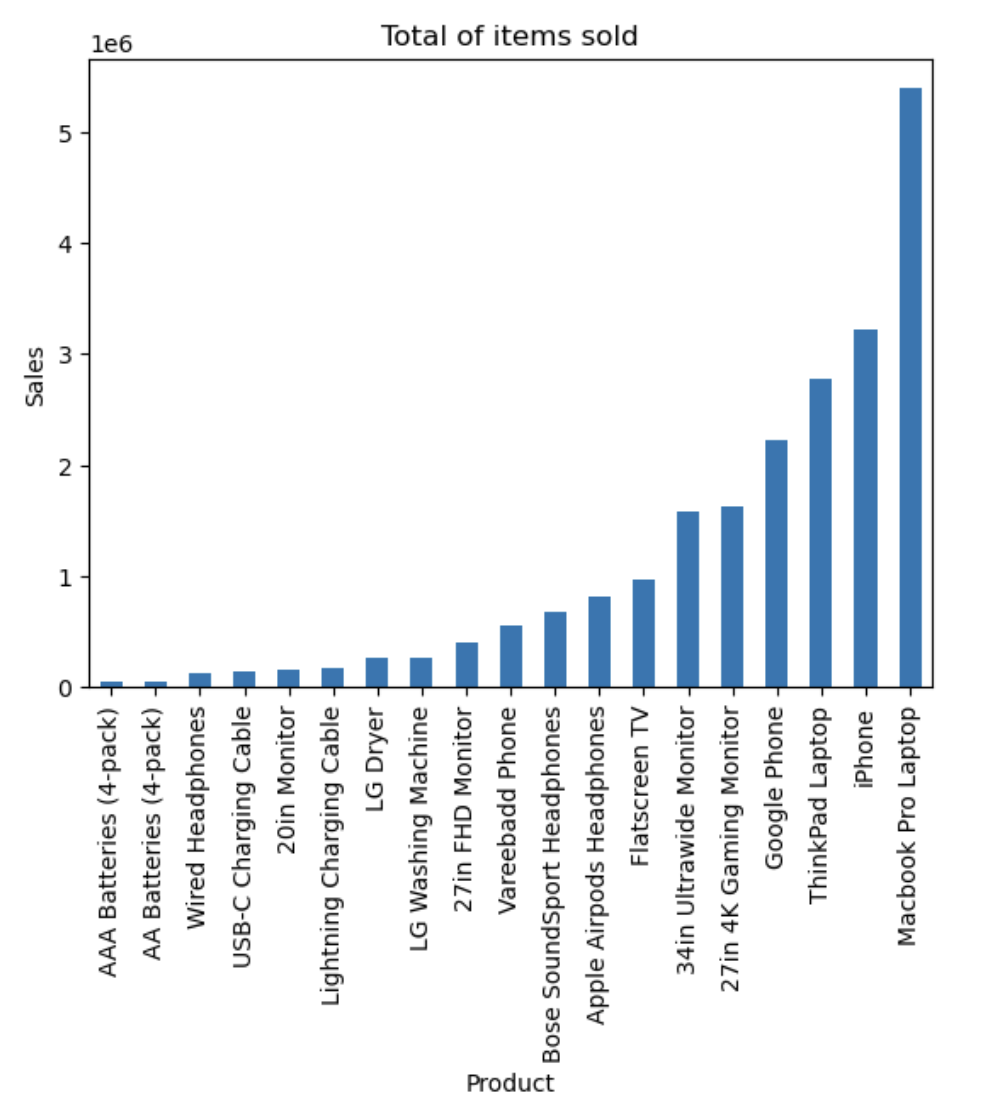 Total of items sold
1e6
5
4
3
2
1
0
Sales
AAA Batteries (4-pack)
AA Batteries (4-pack)
Wired Headphones
USB-C Charging Cable
20in Monitor
Lightning Charging Cable
LG Dryer
LG Washing Machine
27in FHD Monitor
Vareebadd Phone
Bose SoundSport Headphones
Apple Airpods Headphones
Flatscreen TV
34in Ultrawide Monitor
27in 4K Gaming Monitor
Google Phone
ThinkPad Laptop
iPhone
Macbook Pro Laptop
Product